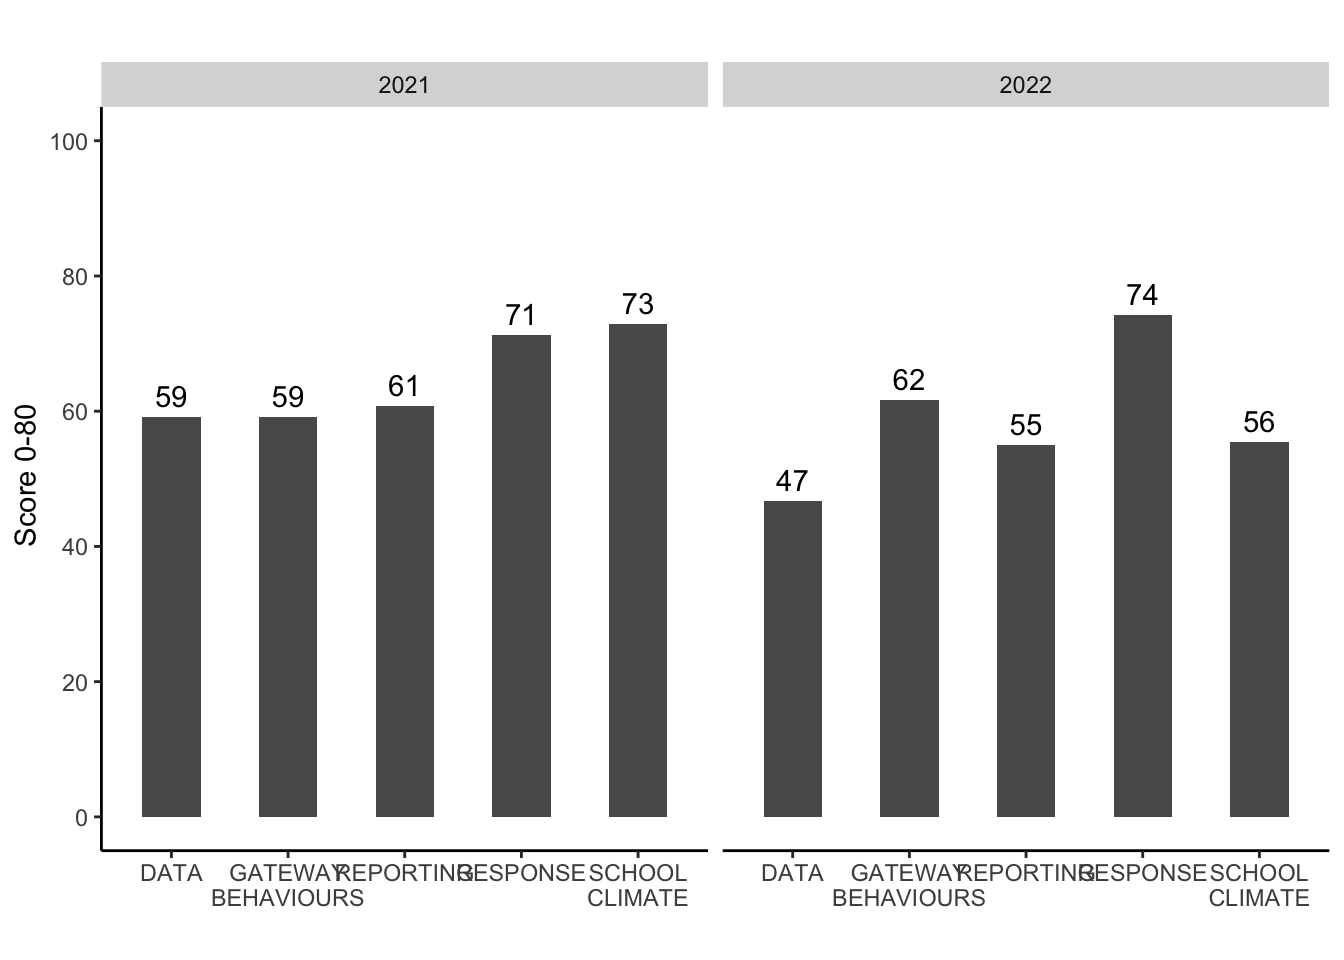 2021
2022
Score 0-80
100
80
60
40
20
0
59
59
61
71
73
47
62
55
74
56
DATA
GATEWAY
BEHAVIOURS
REPORTING
RESPONSE
SCHOOL
CLIMATE
DATA
GATEWAY
BEHAVIOURS
REPORTING
RESPONSE
SCHOOL
CLIMATE